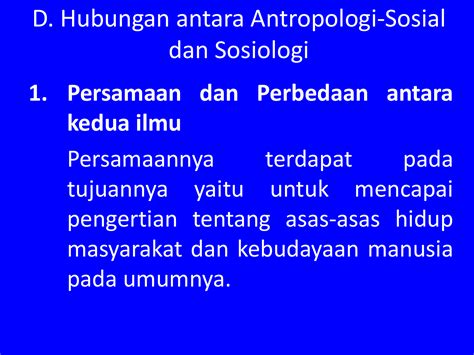 D. Hubungan antara Antropologi-Sosial
dan Sosiologi
1. Persamaan dan Perbedaan antara
kedua ilmu
Persamaannya terdapat pada
tujuannya yaitu untuk mencapai
pengertian tentang asas-asas hidup
masyarakat dan kebudayaan manusia
pada umumnya.